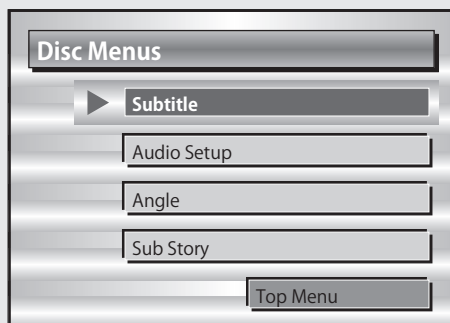 Disc Menus
Subtitle
Audio Setup
Angle
Sub Story
Top Menu